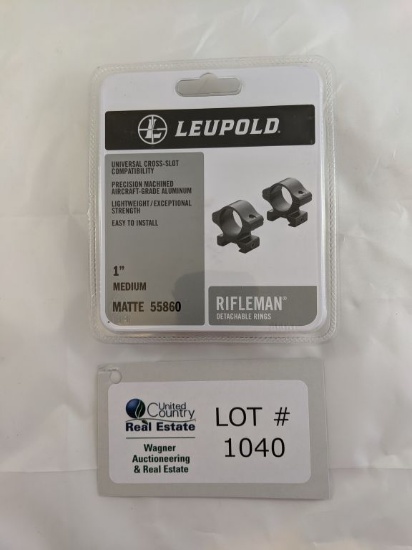 LEUPOLD
UNIVERSAL CROSS-SLOT
COMPATIBILITY
PRECISION MACHINED
AIRCRAFT-GRADE ALUMINUM
LIGHTWEIGHT/EXCEPTIONAL
STRENGTH
EASY TO INSTALL
1"
MEDIUM
MATTE 55860
RIFLEMAN®
DETACHABLE RINGS
United
Country
Real Estate
Wagner
Auctioneering
& Real Estate
LOT #
1040